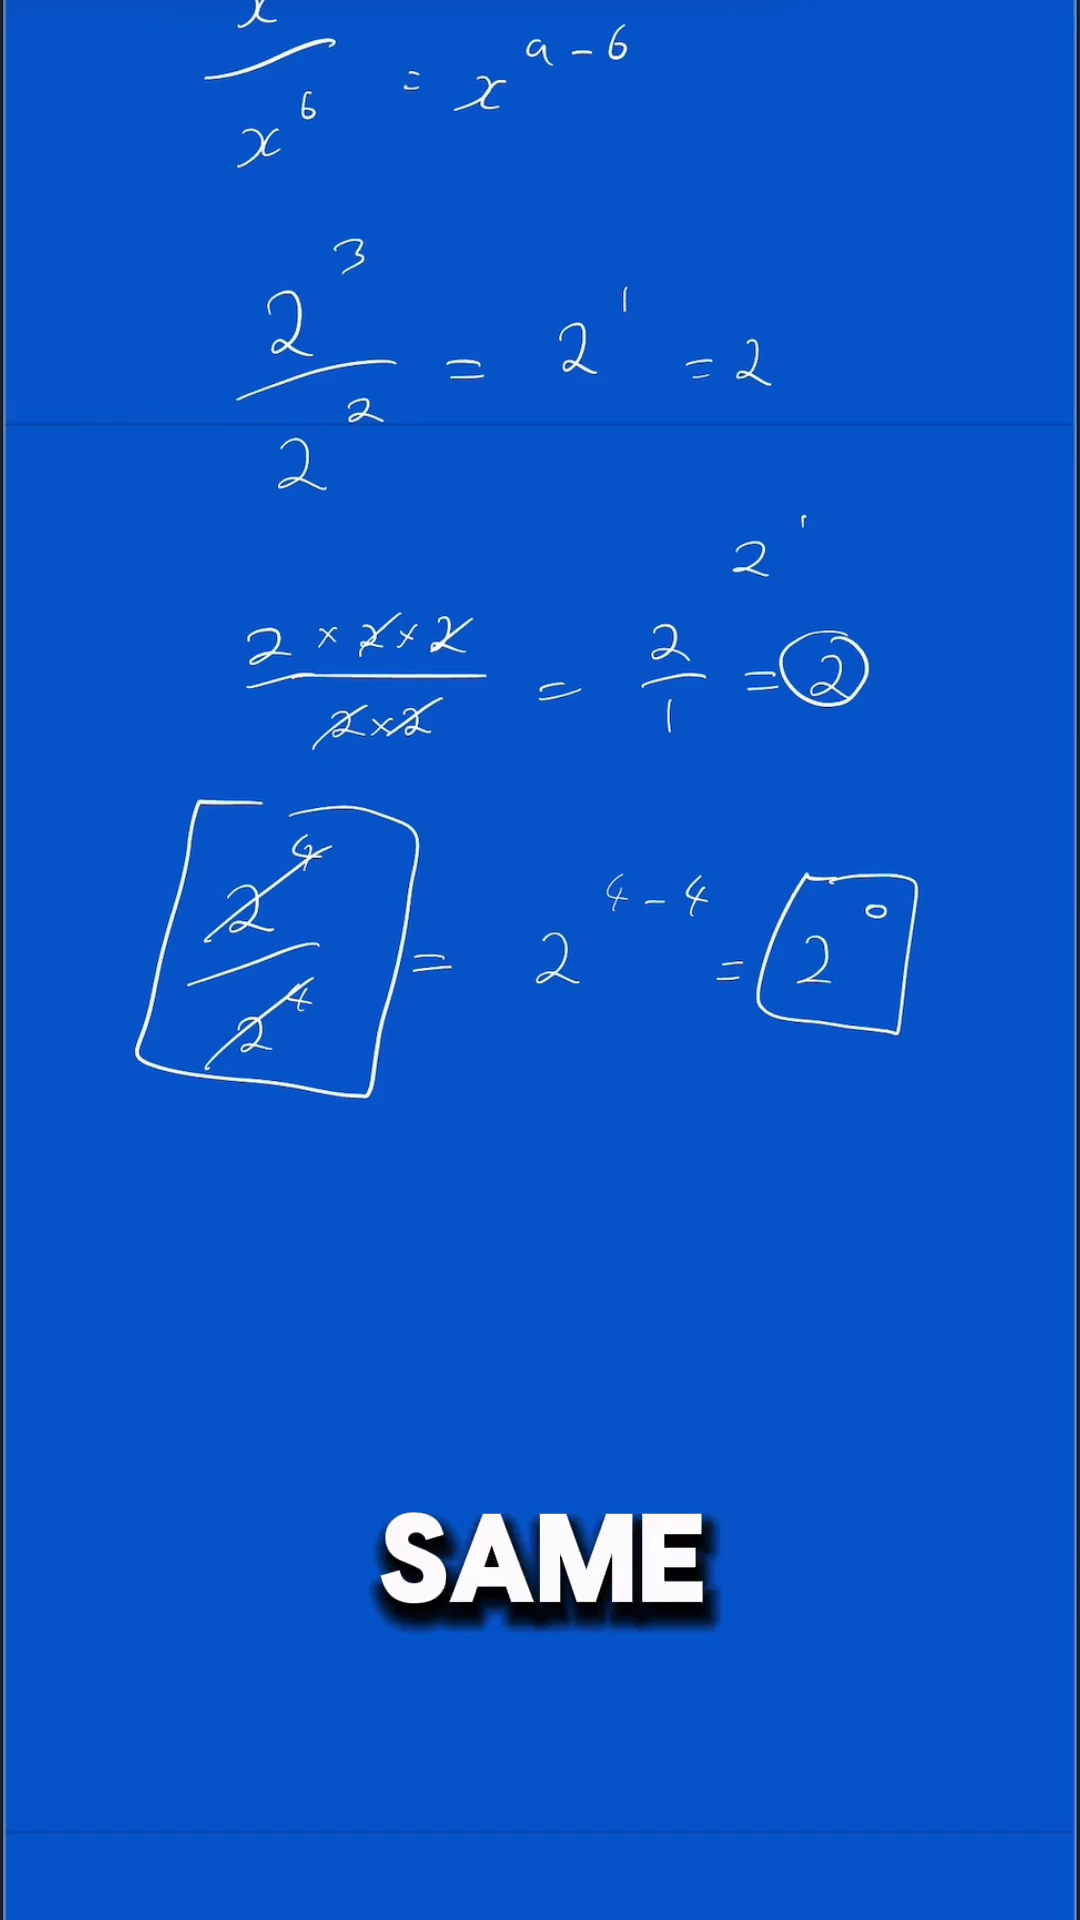 x / x^6 = x^{a-6}
2^3 / 2^2 = 2^1 = 2
2^1
2 × 2 × 2 / 2 × 2 = 2 / 1 = 2
2^4 / 2^4 = 2^{4-4} = 2^0
SAME